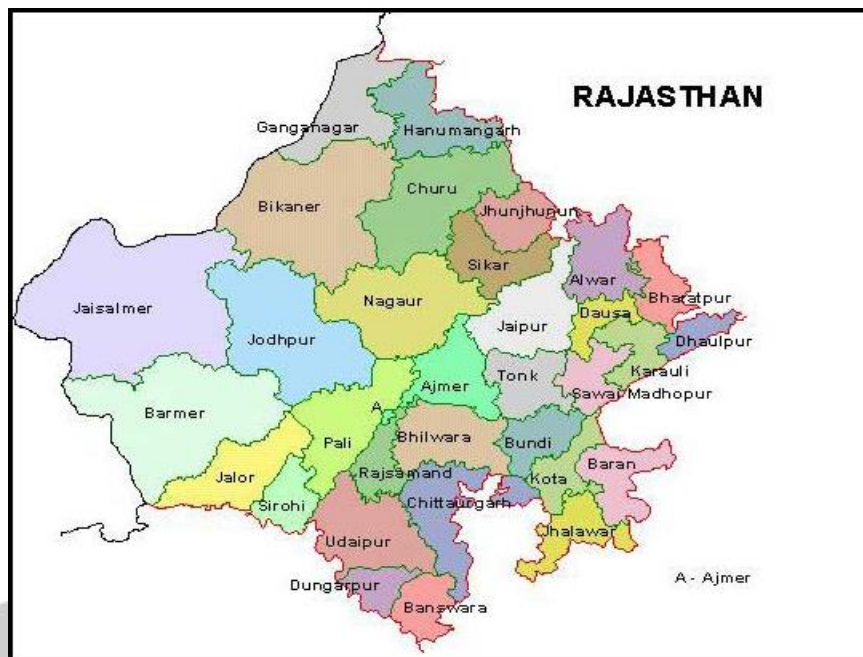 RAJASTHAN
Ganganagar
Hanumangarh
Churu
Bikaner
Jhunjhunun
Sikar
Alwar
Bharatpur
Jaisalmer
Nagaur
Dausa
Jaipur
Jodhpur
Dhaulpur
Karauli
Tonk
Ajmer
Sawai Madhopur
A
Barmer
Pali
Bhilwara
Bundi
Baran
Rajsamand
Jalor
Kota
Chittaurgarh
Sirohi
Jhalawar
Udaipur
A - Ajmer
Dungarpur
Banswara